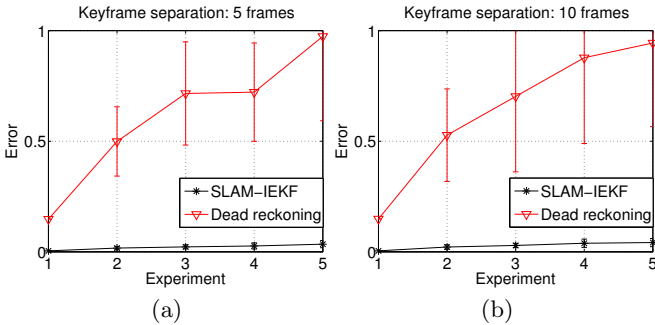 Keyframe separation: 5 frames
1
0.5
0
Error
1 2 3 4 5
Experiment
SLAM-IEKF
Dead reckoning
(a)
Keyframe separation: 10 frames
1
0.5
0
Error
1 2 3 4 5
Experiment
SLAM-IEKF
Dead reckoning
(b)